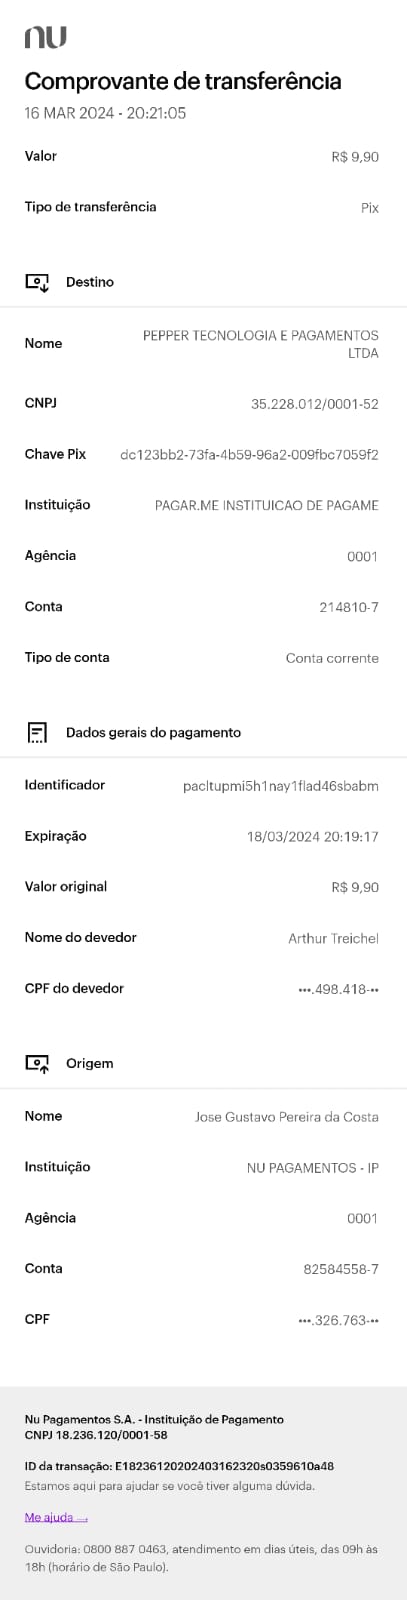 nu
Comprovante de transferência
16 MAR 2024 - 20:21:05
Valor R$ 9,90
Tipo de transferência Pix
Destino
Nome PEPPER TECNOLOGIA E PAGAMENTOS
LTDA
CNPJ 35.228.012/0001-52
Chave Pix dc123bb2-73fa-4b59-96a2-009fbc7059f2
Instituição PAGAR.ME INSTITUICAO DE PAGAME
Agência 0001
Conta 214810-7
Tipo de conta Conta corrente
Dados gerais do pagamento
Identificador pacltupmi5h1nay1flad46sbabm
Expiração 18/03/2024 20:19:17
Valor original R$ 9,90
Nome do devedor Arthur Treichel
CPF do devedor •••.498.418-••
Origem
Nome Jose Gustavo Pereira da Costa
Instituição NU PAGAMENTOS - IP
Agência 0001
Conta 82584558-7
CPF •••.326.763-••
Nu Pagamentos S.A. - Instituição de Pagamento
CNPJ 18.236.120/0001-58
ID da transação: E18236120202403162320s0359610a48
Estamos aqui para ajudar se você tiver alguma dúvida.
Me ajuda →
Ouvidoria: 0800 887 0463, atendimento em dias úteis, das 09h às
18h (horário de São Paulo).